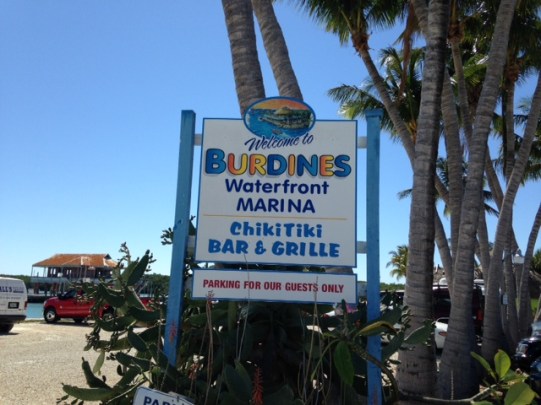 Welcome to
BURDINES
Waterfront
MARINA
ChikiTiki
BAR & GRILLE
PARKING FOR OUR GUESTS ONLY